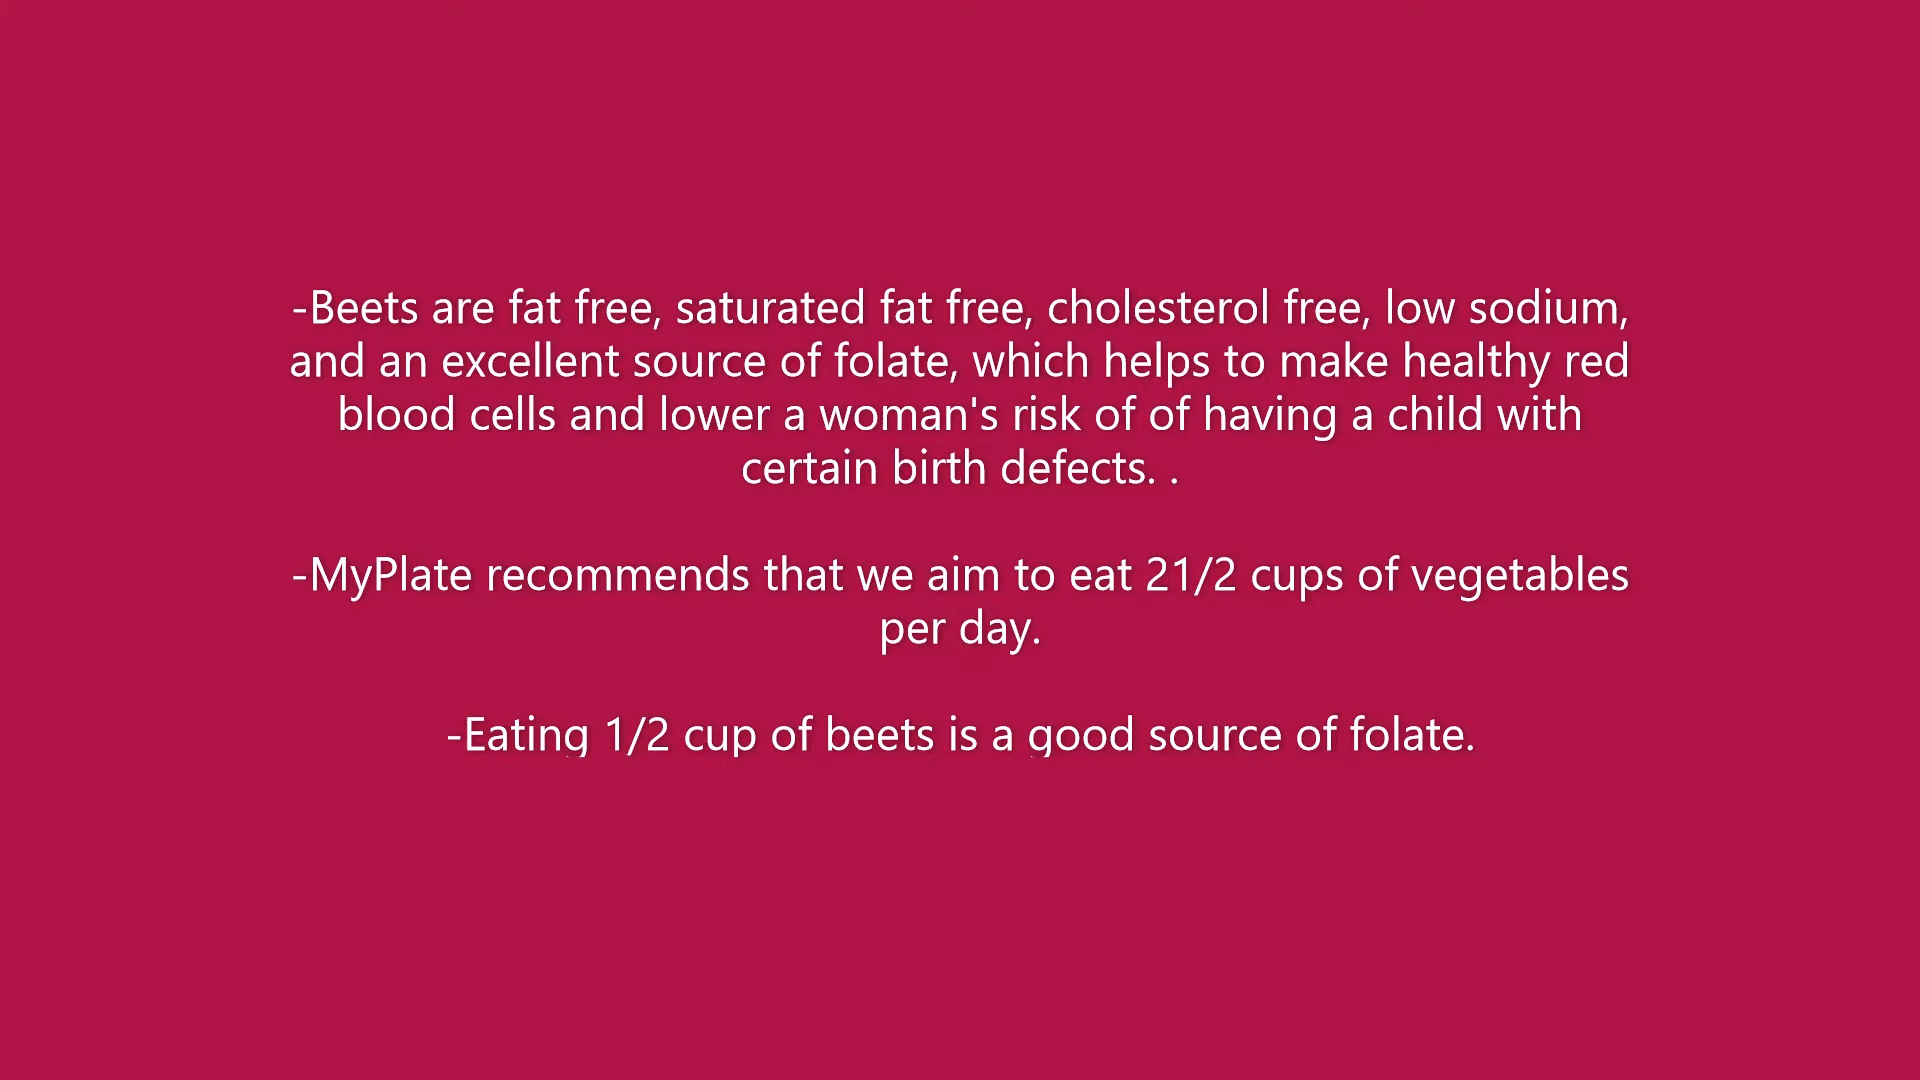 -Beets are fat free, saturated fat free, cholesterol free, low sodium,
and an excellent source of folate, which helps to make healthy red
blood cells and lower a woman's risk of of having a child with
certain birth defects. .
-MyPlate recommends that we aim to eat 21/2 cups of vegetables
per day.
-Eating 1/2 cup of beets is a good source of folate.